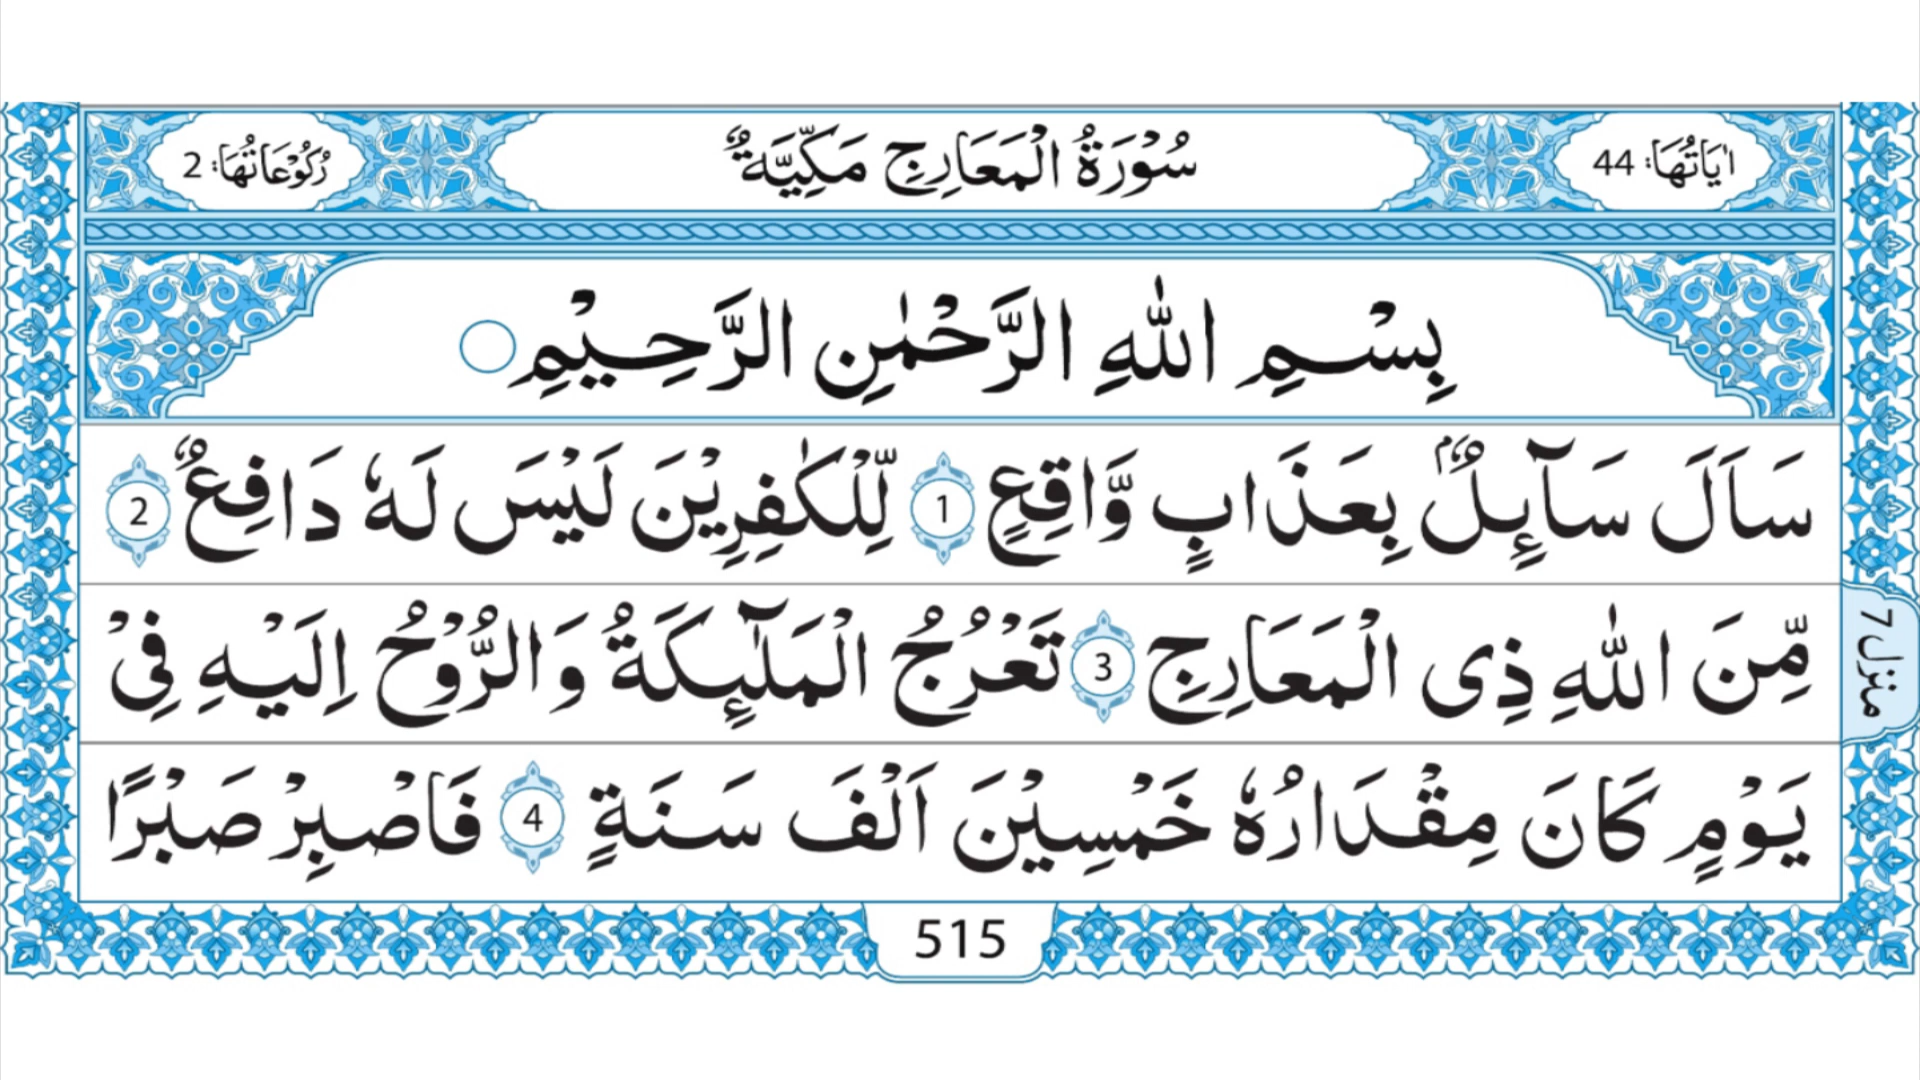 اٰيَاتُهَا: 44
سُوْرَةُ الْمَعَارِجِ مَكِّيَّةٌ
رُكُوْعَاتُهَا: 2
بِسْمِ اللّٰهِ الرَّحْمٰنِ الرَّحِيْمِ
سَاَلَ سَآئِلٌۢ بِعَذَابٍ وَّاقِعٍ 1 لِّلْكٰفِرِيْنَ لَيْسَ لَهٗ دَافِعٌ 2
مِّنَ اللّٰهِ ذِی الْمَعَارِجِ 3 تَعْرُجُ الْمَلٰٓئِكَةُ وَالرُّوْحُ اِلَيْهِ فِیْ
يَوْمٍ كَانَ مِقْدَارُهٗ خَمْسِيْنَ اَلْفَ سَنَةٍ 4 فَاصْبِرْ صَبْرًا
منزل 7
515